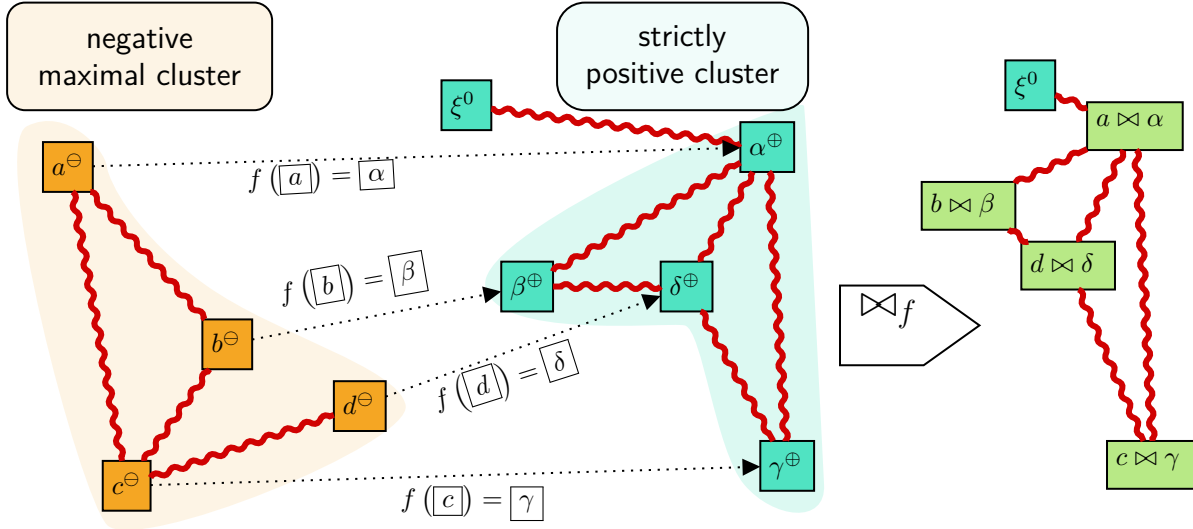 negative
maximal cluster
strictly
positive cluster
ξ⁰
α⊕
a⊖
f(a) = α
β⊕
δ⊕
f(b) = β
b⊖
d⊖
f(d) = δ
c⊖
γ⊕
f(c) = γ
⋈f
ξ⁰
a ⋈ α
b ⋈ β
d ⋈ δ
c ⋈ γ